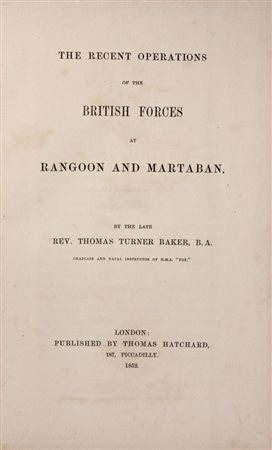 THE RECENT OPERATIONS
OF THE
BRITISH FORCES
AT
RANGOON AND MARTABAN.
BY THE LATE
REV. THOMAS TURNER BAKER, B.A.
CHAPLAIN AND NAVAL INSTRUCTOR OF H.M.S. "FOX."
LONDON:
PUBLISHED BY THOMAS HATCHARD,
187, PICCADILLY.
1852.